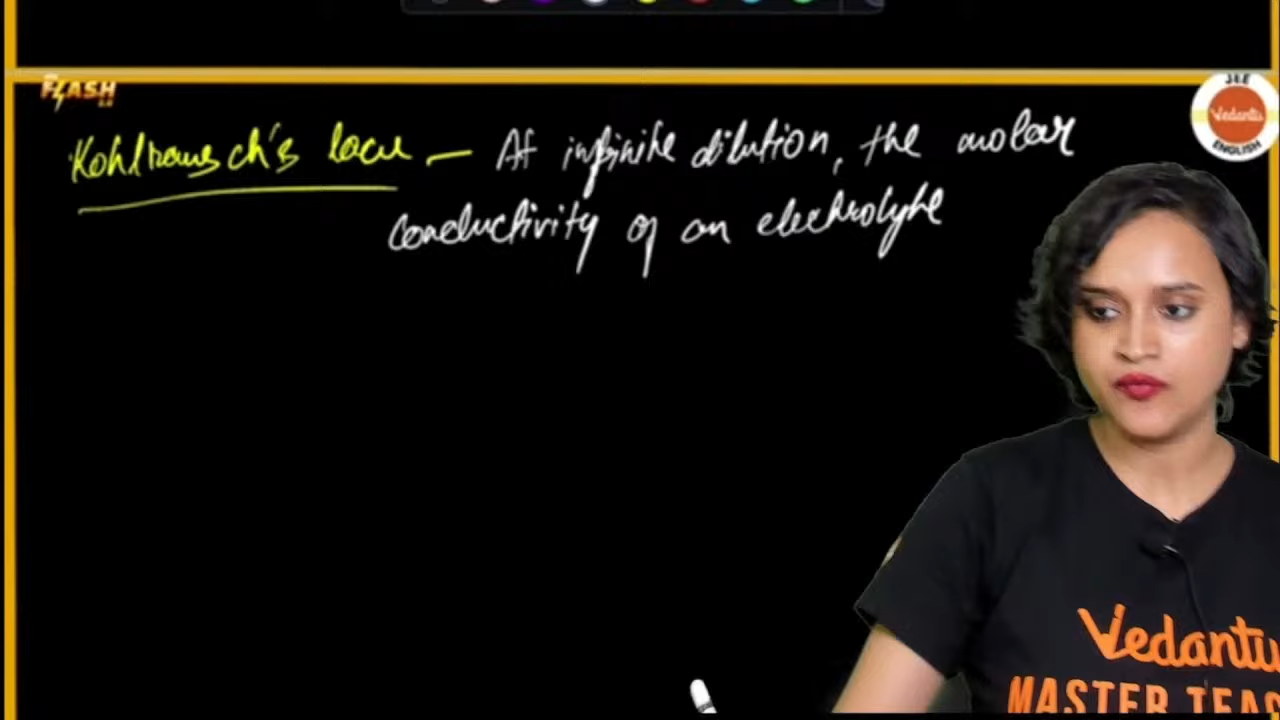 FLASH
JEE
Vedantu
ENGLISH
Kohlrausch's law – At infinite dilution, the molar
conductivity of an electrolyte
Vedantu
MASTER TEA